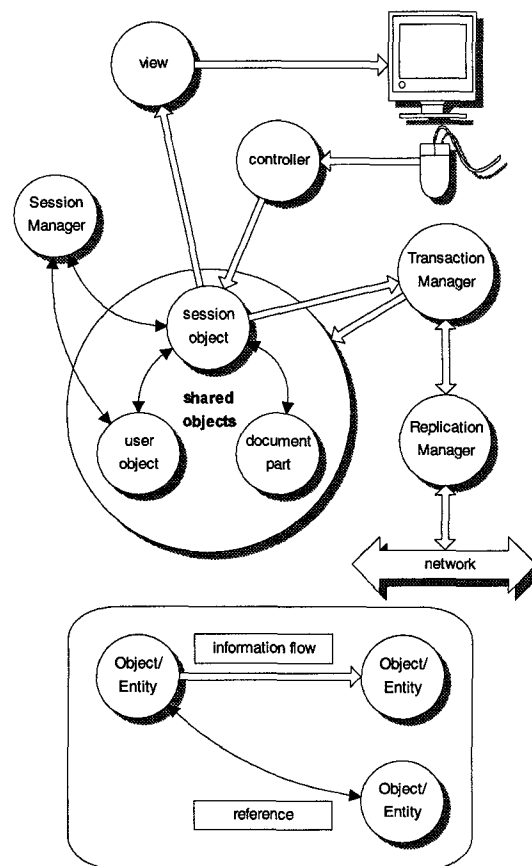 view
controller
Session
Manager
Transaction
Manager
session
object
shared
objects
user
object
document
part
Replication
Manager
network
information flow
Object/
Entity
Object/
Entity
Object/
Entity
reference